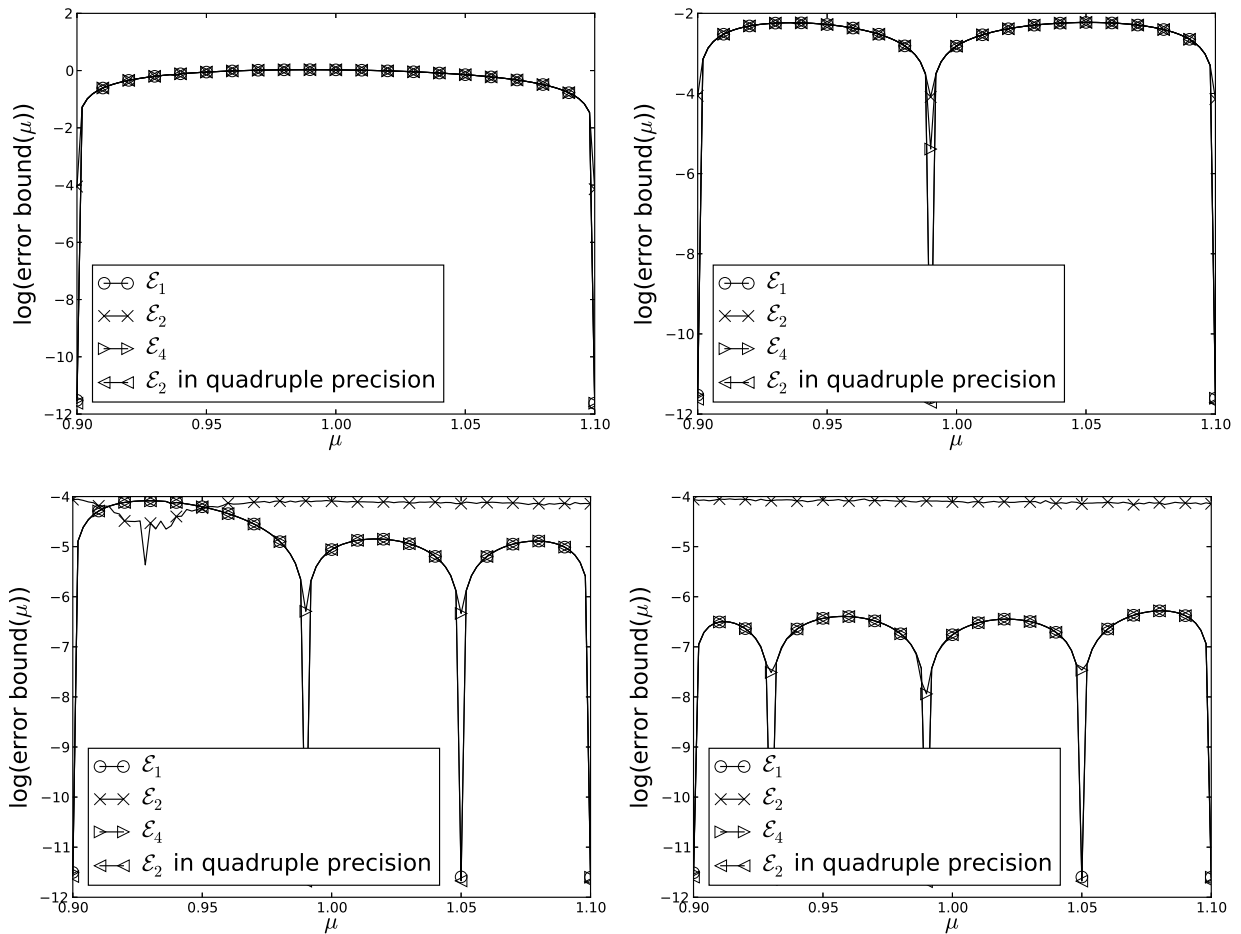 2
0
−2
−4
−6
−8
−10
−12
0.90
0.95
1.00
1.05
1.10
μ
log(error bound(μ))
ℰ1
ℰ2
ℰ4
ℰ2 in quadruple precision
−2
−4
−6
−8
−10
−12
0.90
0.95
1.00
1.05
1.10
μ
log(error bound(μ))
ℰ1
ℰ2
ℰ4
ℰ2 in quadruple precision
−4
−5
−6
−7
−8
−9
−10
−11
−12
0.90
0.95
1.00
1.05
1.10
μ
log(error bound(μ))
ℰ1
ℰ2
ℰ4
ℰ2 in quadruple precision
−4
−5
−6
−7
−8
−9
−10
−11
−12
0.90
0.95
1.00
1.05
1.10
μ
log(error bound(μ))
ℰ1
ℰ2
ℰ4
ℰ2 in quadruple precision